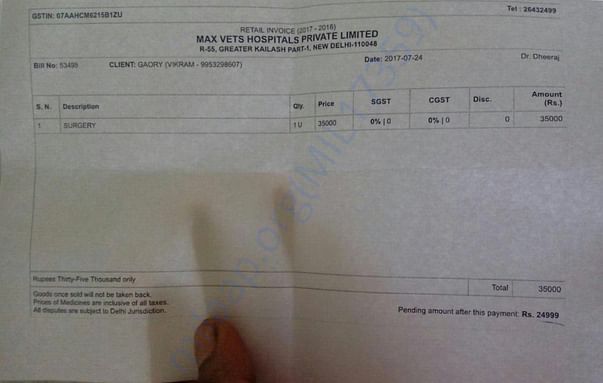 GSTIN: 07AAHCM6215B1ZU
Tel : 26432499
RETAIL INVOICE (2017 - 2018)
MAX VETS HOSPITALS PRIVATE LIMITED
R-55, GREATER KAILASH PART-1, NEW DELHI-110048
Bill No: 53498 CLIENT: GAORY (VIKRAM - 9953298607) Date: 2017-07-24 Dr. Dheeraj
S. N. Description Qty. Price SGST CGST Disc. Amount (Rs.)
1 SURGERY 1 U 35000 0% | 0 0% | 0 0 35000
Rupees Thirty-Five Thousand only
Total 35000
Goods once sold will not be taken back.
Prices of Medicines are inclusive of all taxes.
All disputes are subject to Delhi Jurisdiction.
Pending amount after this payment: Rs. 24999